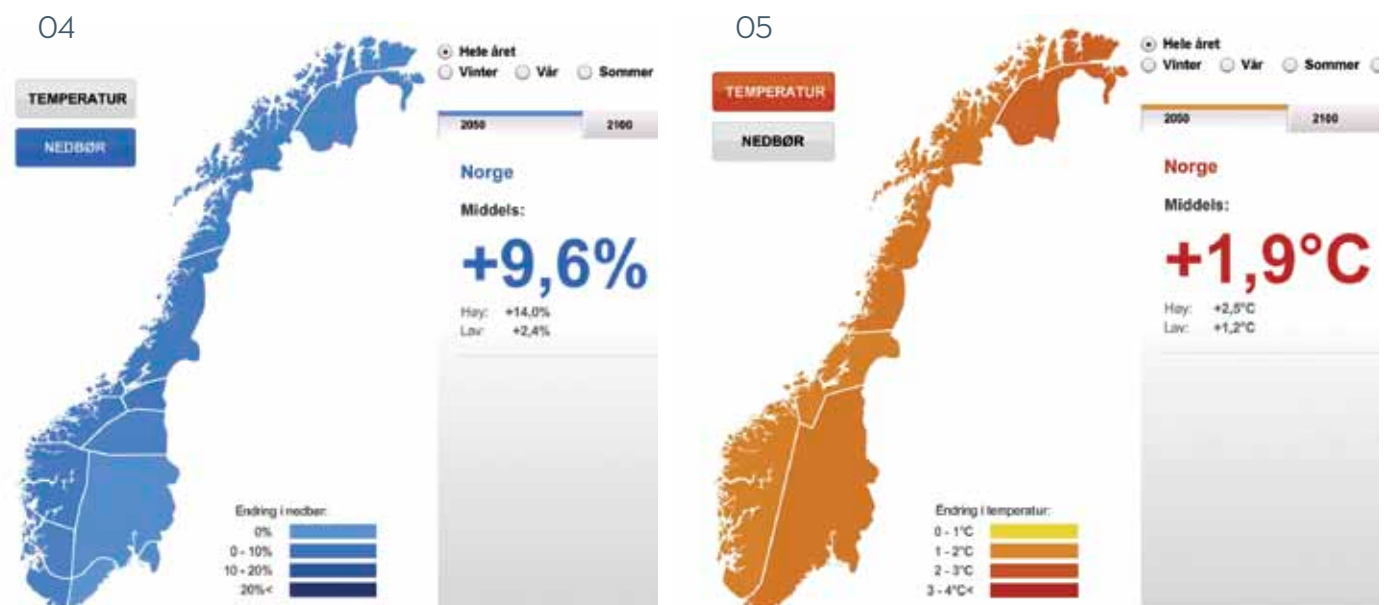 04
Hele året
Vinter Vår Sommer
TEMPERATUR
NEDBØR
2050 2100
Norge
Middels:
+9,6%
Høy: +14,0%
Lav: +2,4%
Endring i nedbør:
0%
0 - 10%
10 - 20%
20%<
05
Hele året
Vinter Vår Sommer
TEMPERATUR
NEDBØR
2050 2100
Norge
Middels:
+1,9°C
Høy: +2,5°C
Lav: +1,2°C
Endring i temperatur:
0 - 1°C
1 - 2°C
2 - 3°C
3 - 4°C<